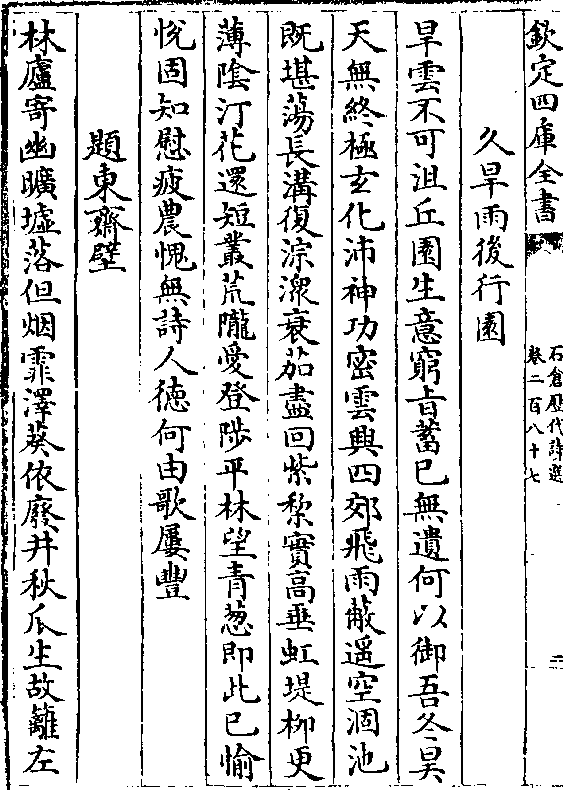 欽定四庫全書
石倉歷代詩選
卷二百八十七
二
久旱雨後行園
旱雲不可沮丘園生意窮旨蓄已無遺何以御吾冬昊
天無終極玄化沛神功密雲興四郊飛雨蔽遥空涸池
既堪蕩長溝復淙潨衰茄盡回紫棃實高垂虹堤柳更
薄陰汀花還短叢荒隴愛登陟平林望青葱即此已愉
悅固知慰疲農愧無詩人徳何由歌屢豐
題東齋壁
林廬寄幽曠墟落但烟霏澤葵依廢井秋瓜生故籬左